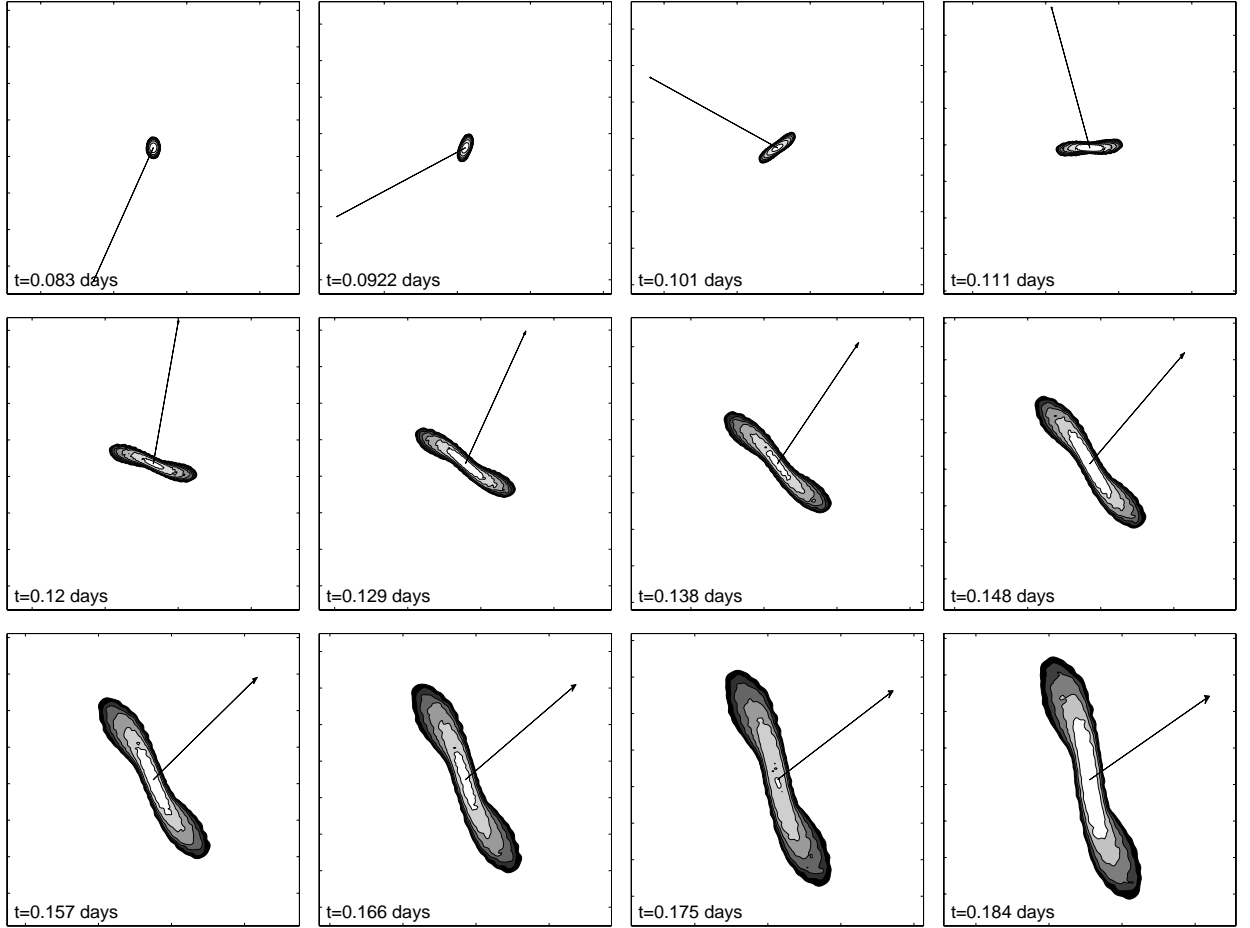 t=0.083 days
t=0.0922 days
t=0.101 days
t=0.111 days
t=0.12 days
t=0.129 days
t=0.138 days
t=0.148 days
t=0.157 days
t=0.166 days
t=0.175 days
t=0.184 days